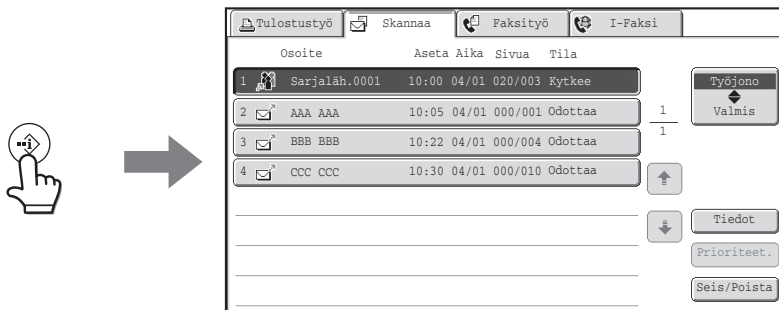 Tulostustyö Skannaa Faksityö I-Faksi
Osoite Aseta Aika Sivua Tila
1 Sarjaläh.0001 10:00 04/01 020/003 Kytkee
2 AAA AAA 10:05 04/01 000/001 Odottaa
3 BBB BBB 10:22 04/01 000/004 Odottaa
4 CCC CCC 10:30 04/01 000/010 Odottaa
1
1
Työjono
Valmis
Tiedot
Prioriteet.
Seis/Poista